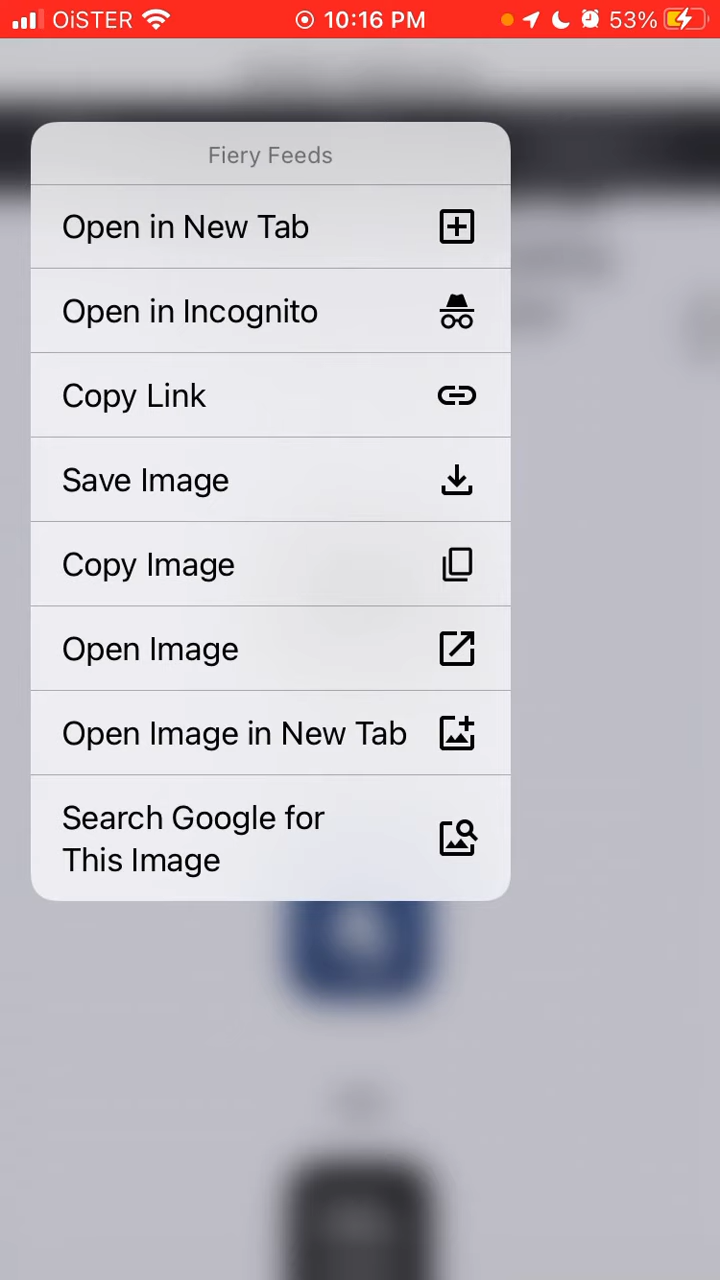 OiSTER 10:16 PM 53%
Fiery Feeds
Open in New Tab
Open in Incognito
Copy Link
Save Image
Copy Image
Open Image
Open Image in New Tab
Search Google for
This Image